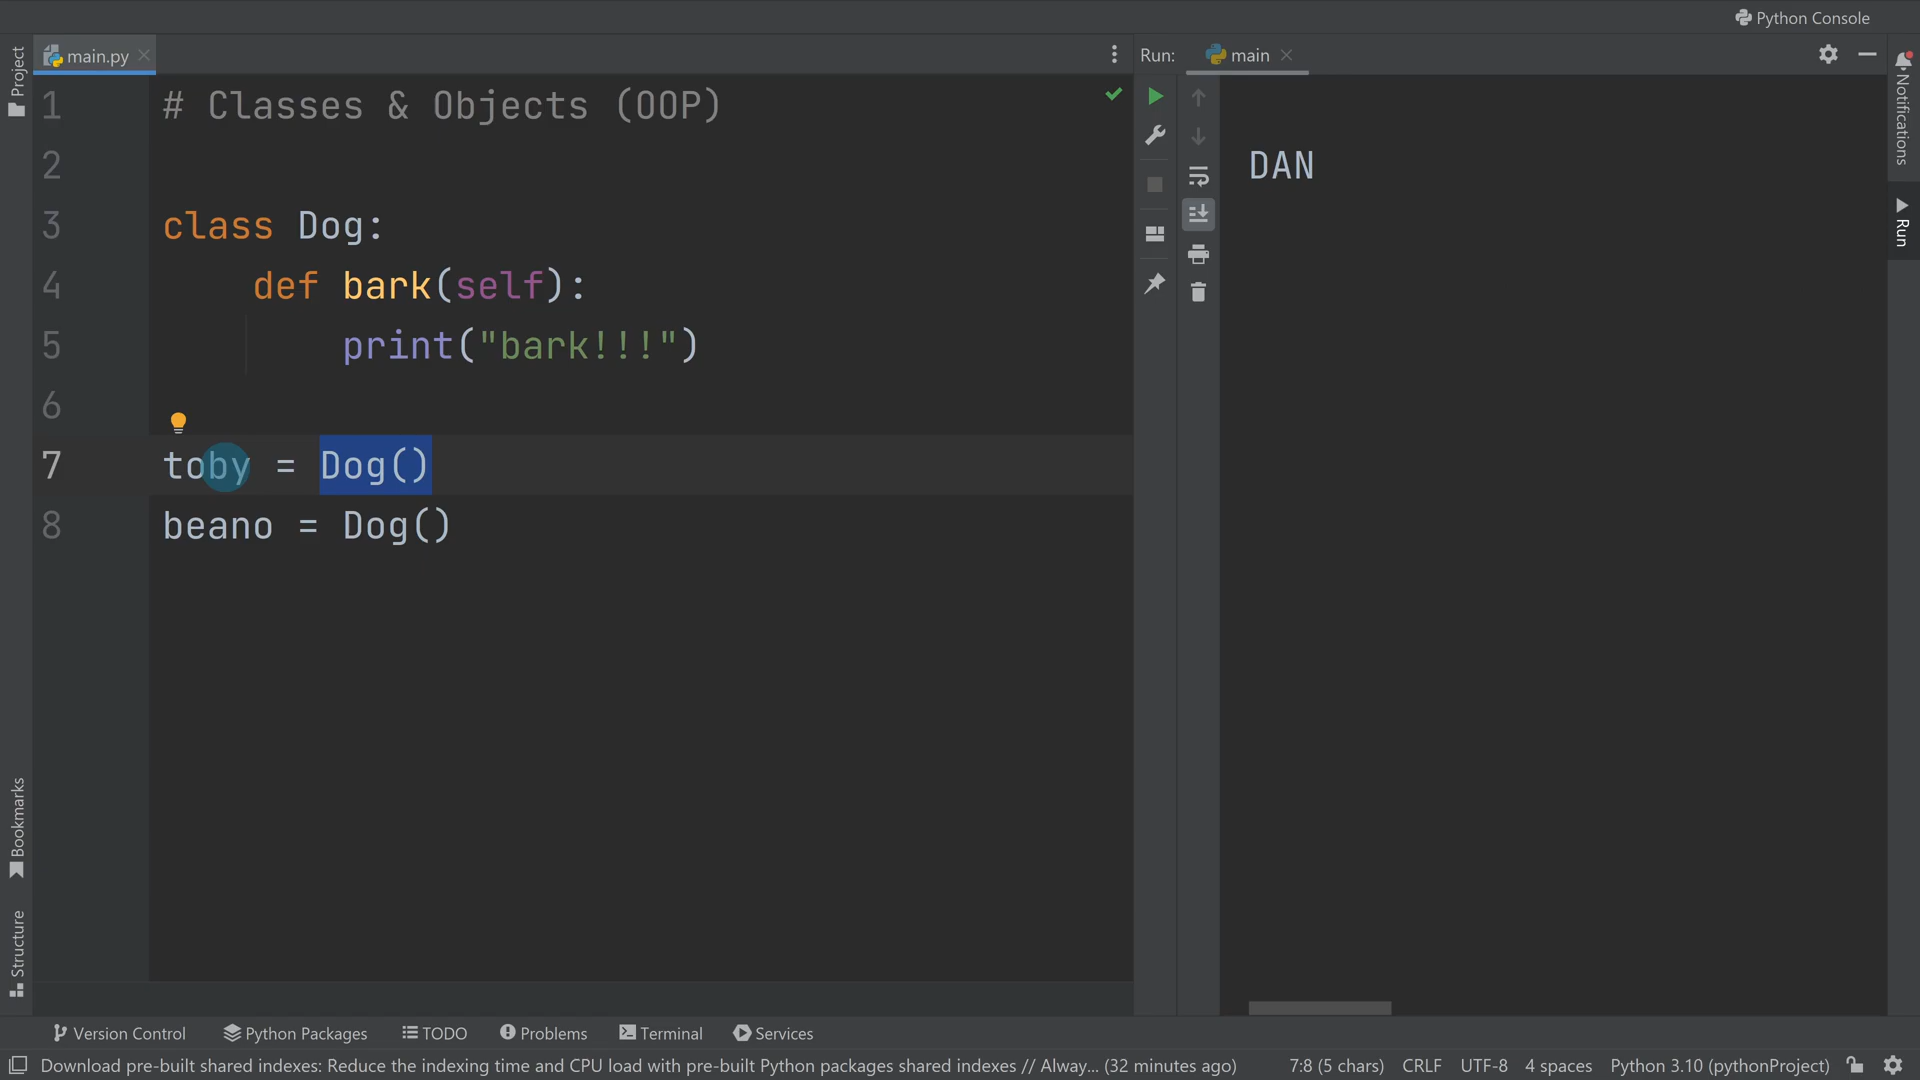 Python Console
Project
main.py
Run:
main
Notifications
Run
1 # Classes & Objects (OOP)
2
3 class Dog:
4 def bark(self):
5 print("bark!!!")
6
7 toby = Dog()
8 beano = Dog()
DAN
Bookmarks
Structure
Version Control Python Packages TODO Problems Terminal Services
Download pre-built shared indexes: Reduce the indexing time and CPU load with pre-built Python packages shared indexes // Alway... (32 minutes ago) 7:8 (5 chars) CRLF UTF-8 4 spaces Python 3.10 (pythonProject)